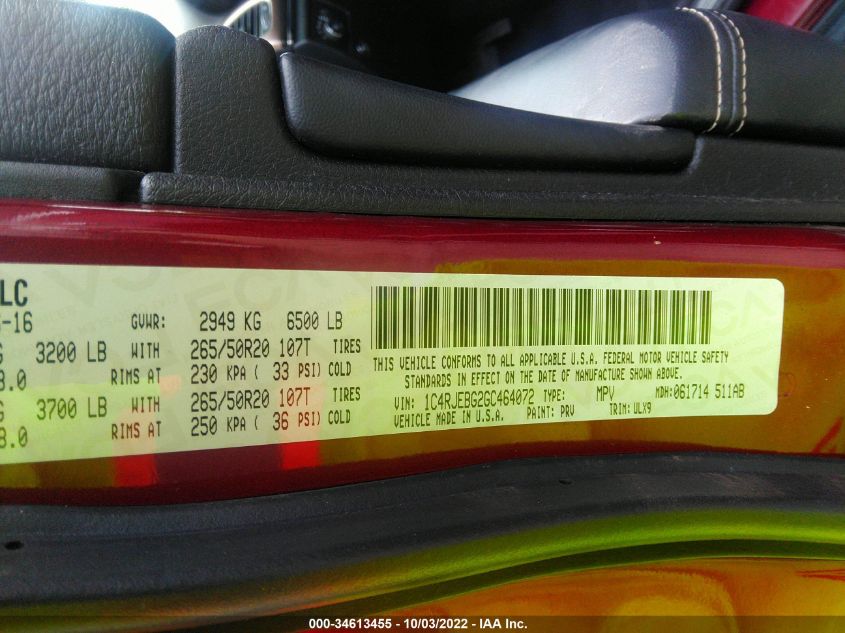 LC
-16 GVWR: 2949 KG 6500 LB
G 3200 LB WITH 265/50R20 107T TIRES
8.0 RIMS AT 230 KPA ( 33 PSI) COLD
G 3700 LB WITH 265/50R20 107T TIRES
8.0 RIMS AT 250 KPA ( 36 PSI) COLD
THIS VEHICLE CONFORMS TO ALL APPLICABLE U.S.A. FEDERAL MOTOR VEHICLE SAFETY
STANDARDS IN EFFECT ON THE DATE OF MANUFACTURE SHOWN ABOVE.
VIN: 1C4RJEBG2GC464072 TYPE: MPV MDH: 061714 511AB
VEHICLE MADE IN U.S.A. PAINT: PRV TRIM: ULX9
000-34613455 - 10/03/2022 - IAA Inc.